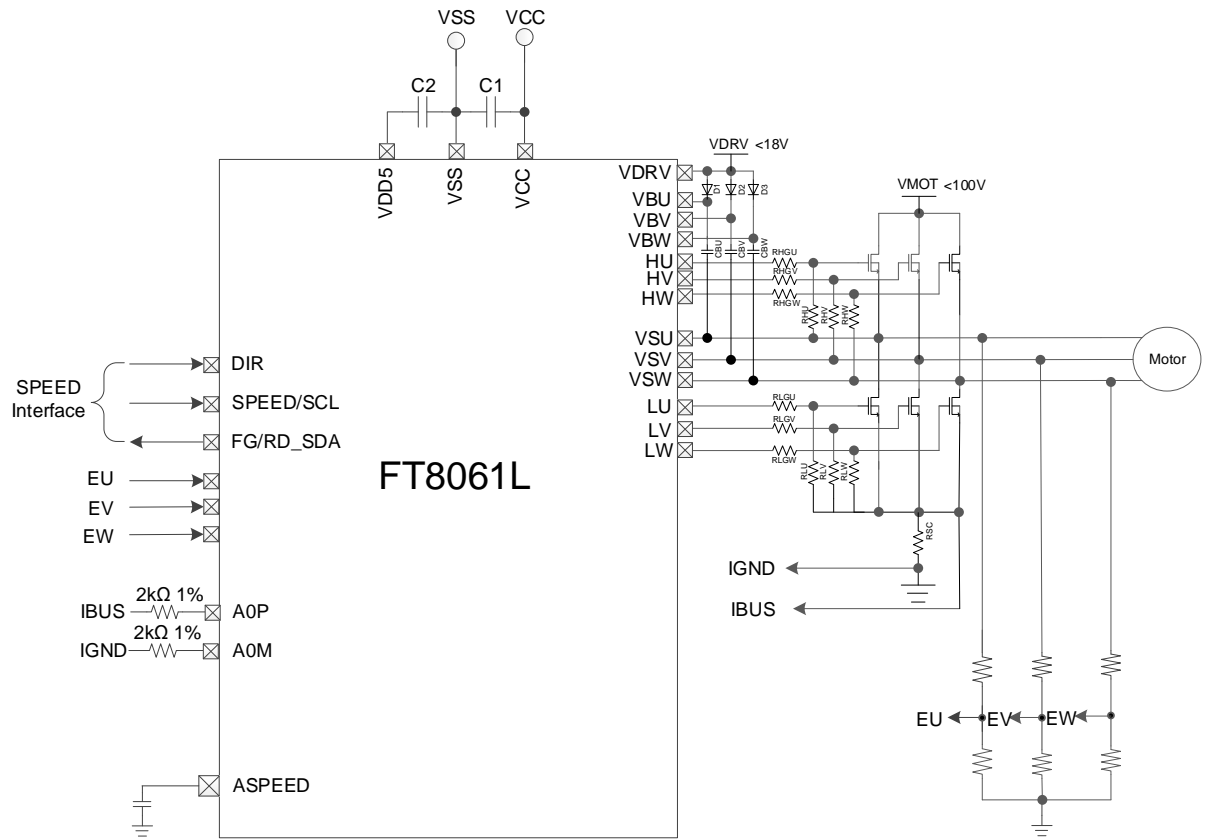 VSS
VCC
C2
C1
VDD5
VSS
VCC
VDRV <18V
VMOT <100V
VDRV
VBU
VBV
VBW
HU
HV
HW
VSU
VSV
VSW
LU
LV
LW
D1
D2
D3
CBU
CBV
CBW
RHGU
RHGV
RHGW
RHU
RHV
RHW
RLGU
RLGV
RLGW
RLU
RLV
RLW
RSC
Motor
SPEED
Interface
DIR
SPEED/SCL
FG/RD_SDA
FT8061L
EU
EV
EW
IBUS
2kΩ 1%
A0P
IGND
2kΩ 1%
A0M
IGND
IBUS
EU
EV
EW
ASPEED